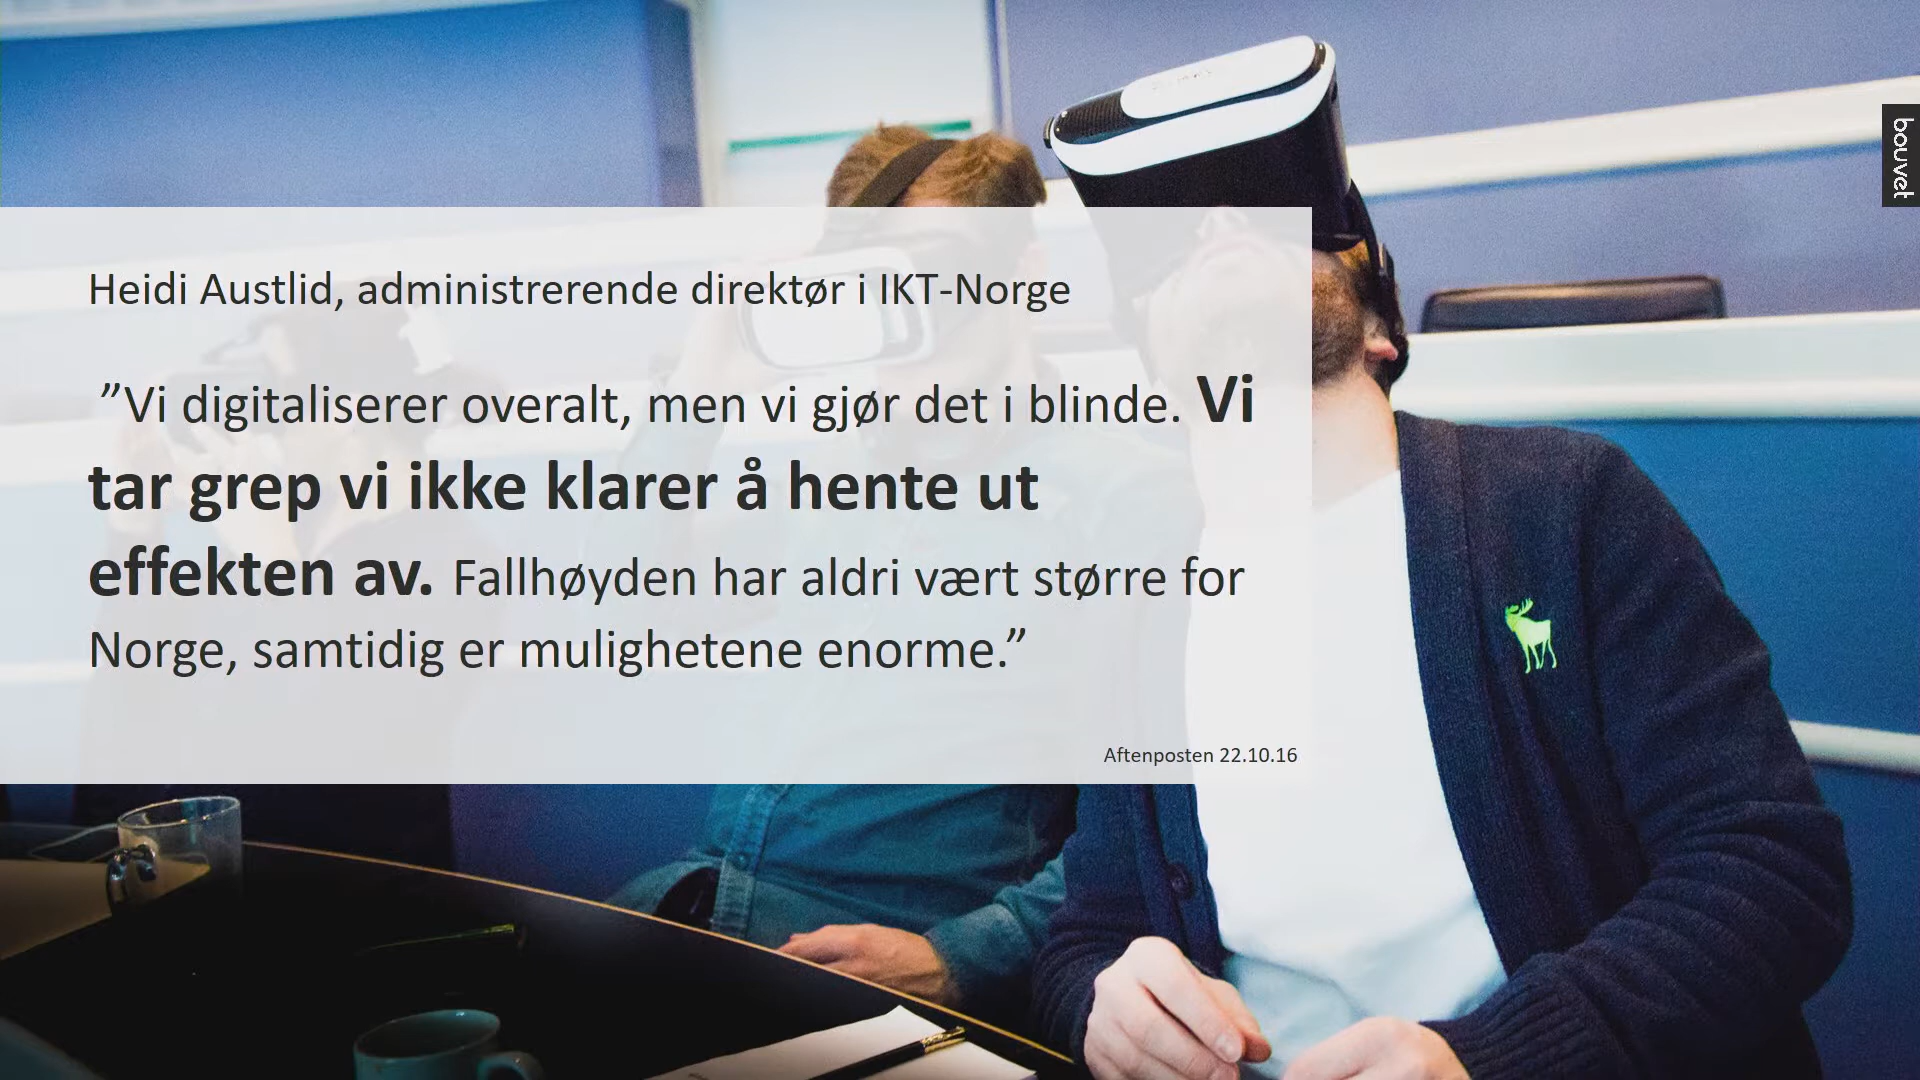 bouvet
Heidi Austlid, administrerende direktør i IKT-Norge
”Vi digitaliserer overalt, men vi gjør det i blinde. Vi
tar grep vi ikke klarer å hente ut
effekten av. Fallhøyden har aldri vært større for
Norge, samtidig er mulighetene enorme.”
Aftenposten 22.10.16